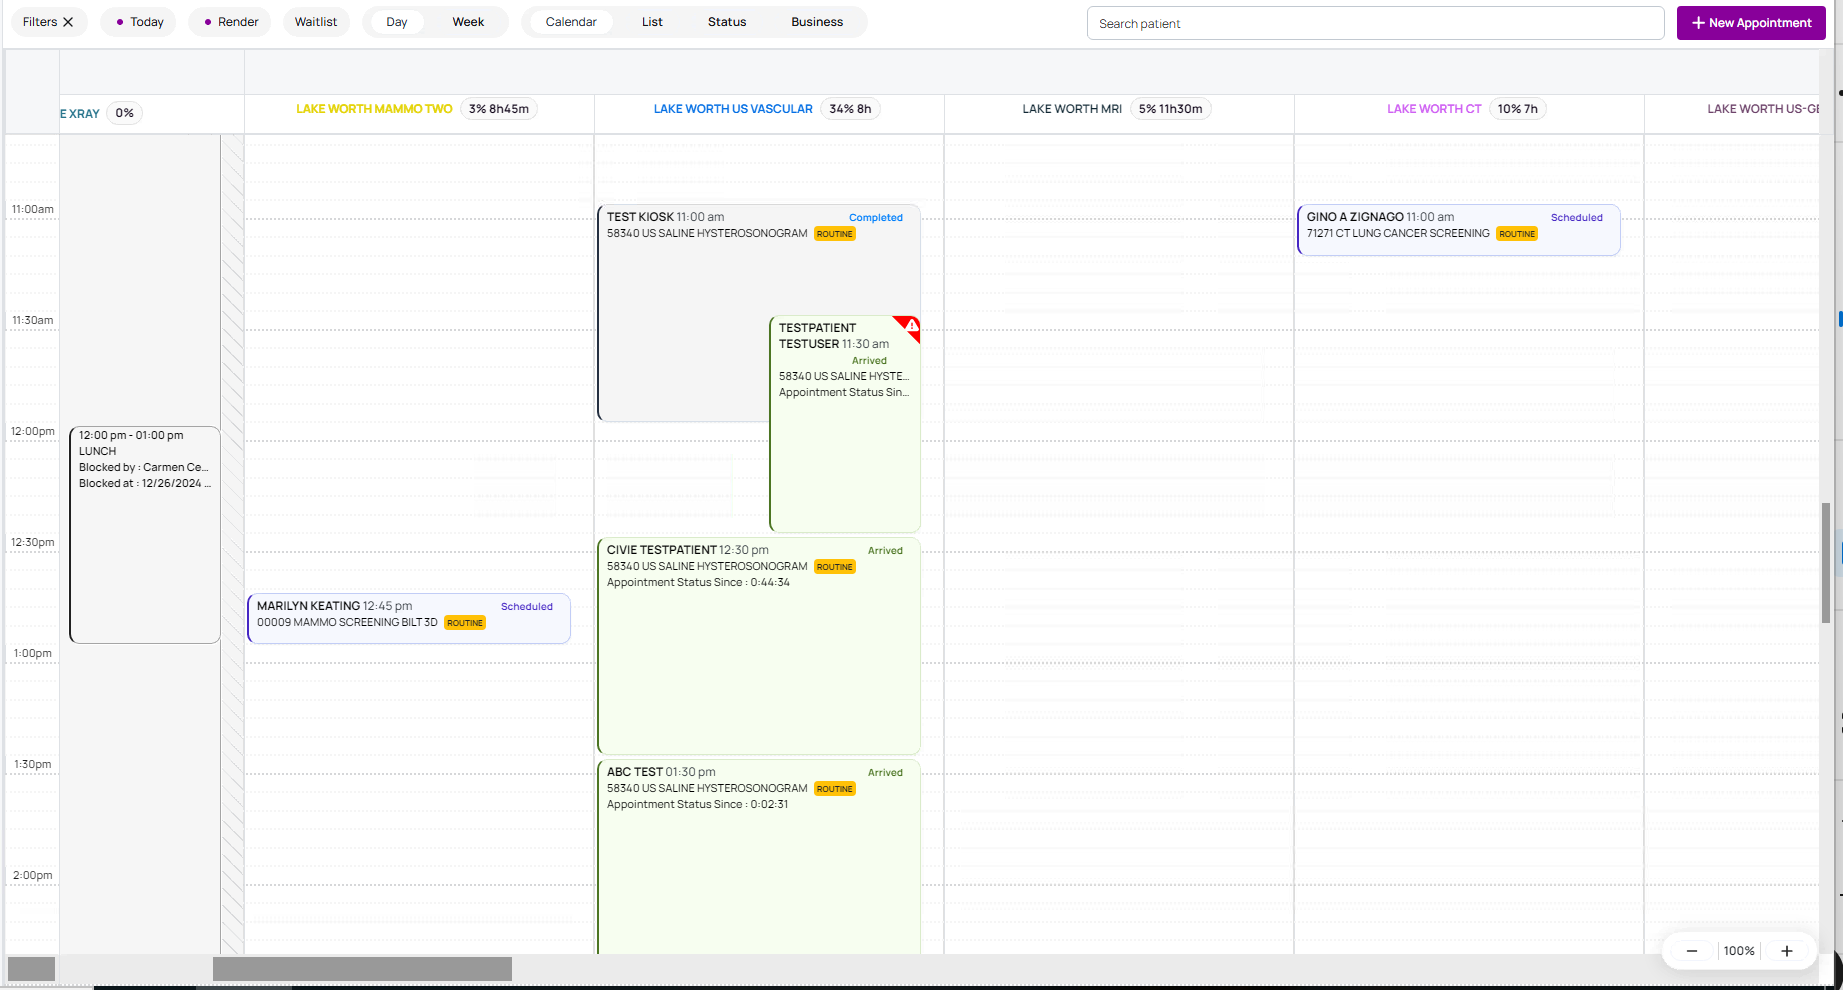 Filters
Today
Render
Waitlist
Day
Week
Calendar
List
Status
Business
Search patient
New Appointment
E XRAY 0%
LAKE WORTH MAMMO TWO 3% 8h45m
LAKE WORTH US VASCULAR 34% 8h
LAKE WORTH MRI 5% 11h30m
LAKE WORTH CT 10% 7h
LAKE WORTH US-GE
11:00am
11:30am
12:00pm
12:30pm
1:00pm
1:30pm
2:00pm
12:00 pm - 01:00 pm
LUNCH
Blocked by : Carmen Ce...
Blocked at : 12/26/2024 ...
MARILYN KEATING 12:45 pm Scheduled
00009 MAMMO SCREENING BILT 3D ROUTINE
TEST KIOSK 11:00 am Completed
58340 US SALINE HYSTEROSONOGRAM ROUTINE
TESTPATIENT
TESTUSER 11:30 am
Arrived
58340 US SALINE HYSTE...
Appointment Status Sin...
CIVIE TESTPATIENT 12:30 pm Arrived
58340 US SALINE HYSTEROSONOGRAM ROUTINE
Appointment Status Since : 0:44:34
ABC TEST 01:30 pm Arrived
58340 US SALINE HYSTEROSONOGRAM ROUTINE
Appointment Status Since : 0:02:31
GINO A ZIGNAGO 11:00 am Scheduled
71271 CT LUNG CANCER SCREENING ROUTINE
100%